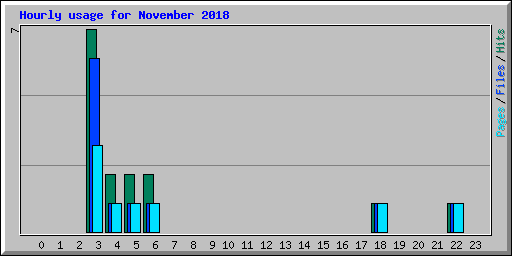 Hourly usage for November 2018
7
Pages/Files/Hits
0 1 2 3 4 5 6 7 8 9 10 11 12 13 14 15 16 17 18 19 20 21 22 23